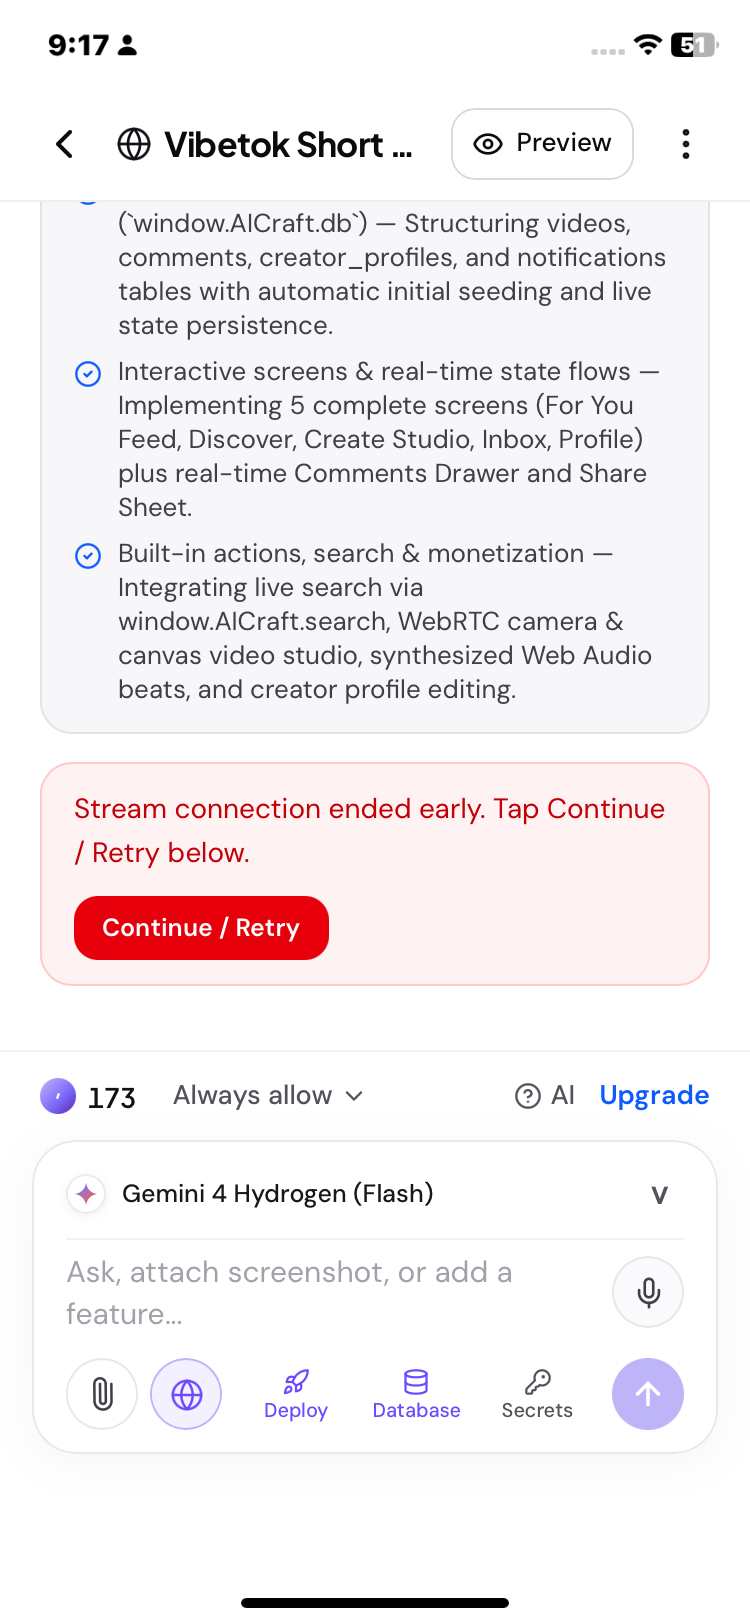 9:17
51
Vibetok Short ...
Preview
(`window.AICraft.db`) — Structuring videos,
comments, creator_profiles, and notifications
tables with automatic initial seeding and live
state persistence.
Interactive screens & real-time state flows —
Implementing 5 complete screens (For You
Feed, Discover, Create Studio, Inbox, Profile)
plus real-time Comments Drawer and Share
Sheet.
Built-in actions, search & monetization —
Integrating live search via
window.AICraft.search, WebRTC camera &
canvas video studio, synthesized Web Audio
beats, and creator profile editing.
Stream connection ended early. Tap Continue
/ Retry below.
Continue / Retry
173
Always allow
AI
Upgrade
Gemini 4 Hydrogen (Flash)
V
Ask, attach screenshot, or add a
feature...
Deploy
Database
Secrets